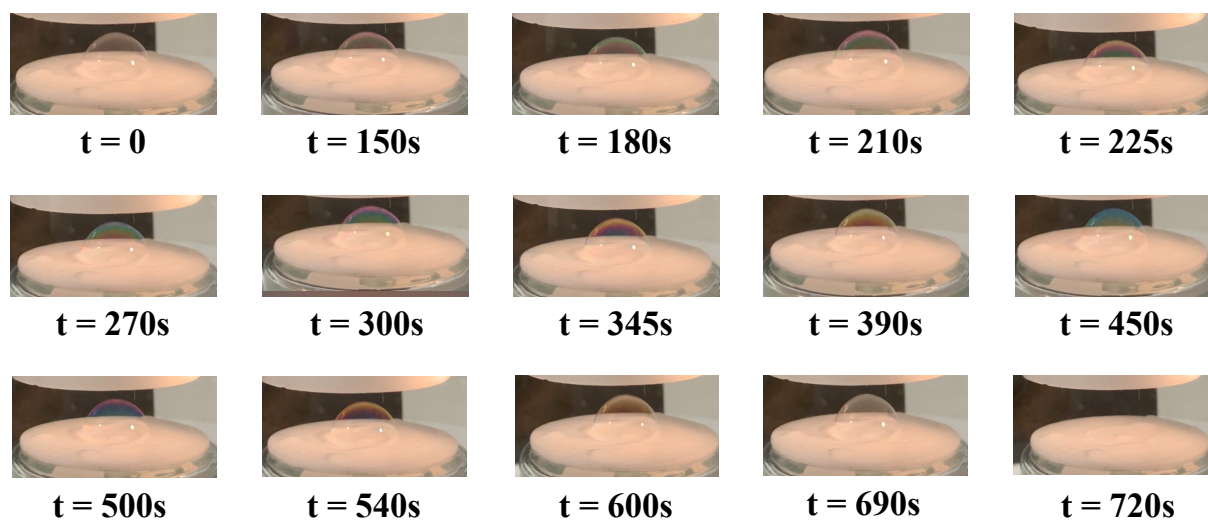 t = 0 t = 150s t = 180s t = 210s t = 225s
t = 270s t = 300s t = 345s t = 390s t = 450s
t = 500s t = 540s t = 600s t = 690s t = 720s